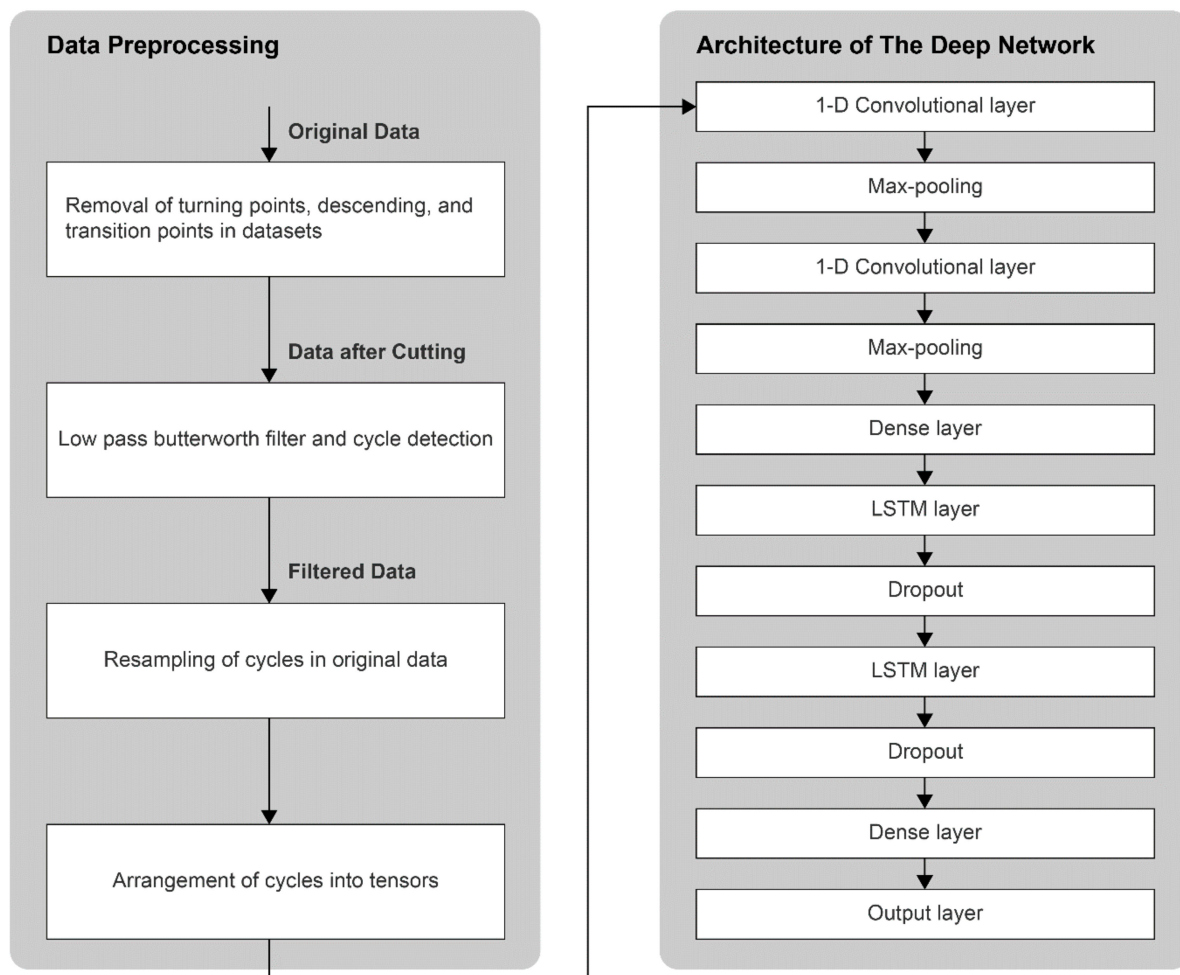 Data Preprocessing
Original Data
Removal of turning points, descending, and
transition points in datasets
Data after Cutting
Low pass butterworth filter and cycle detection
Filtered Data
Resampling of cycles in original data
Arrangement of cycles into tensors
Architecture of The Deep Network
1-D Convolutional layer
Max-pooling
1-D Convolutional layer
Max-pooling
Dense layer
LSTM layer
Dropout
LSTM layer
Dropout
Dense layer
Output layer